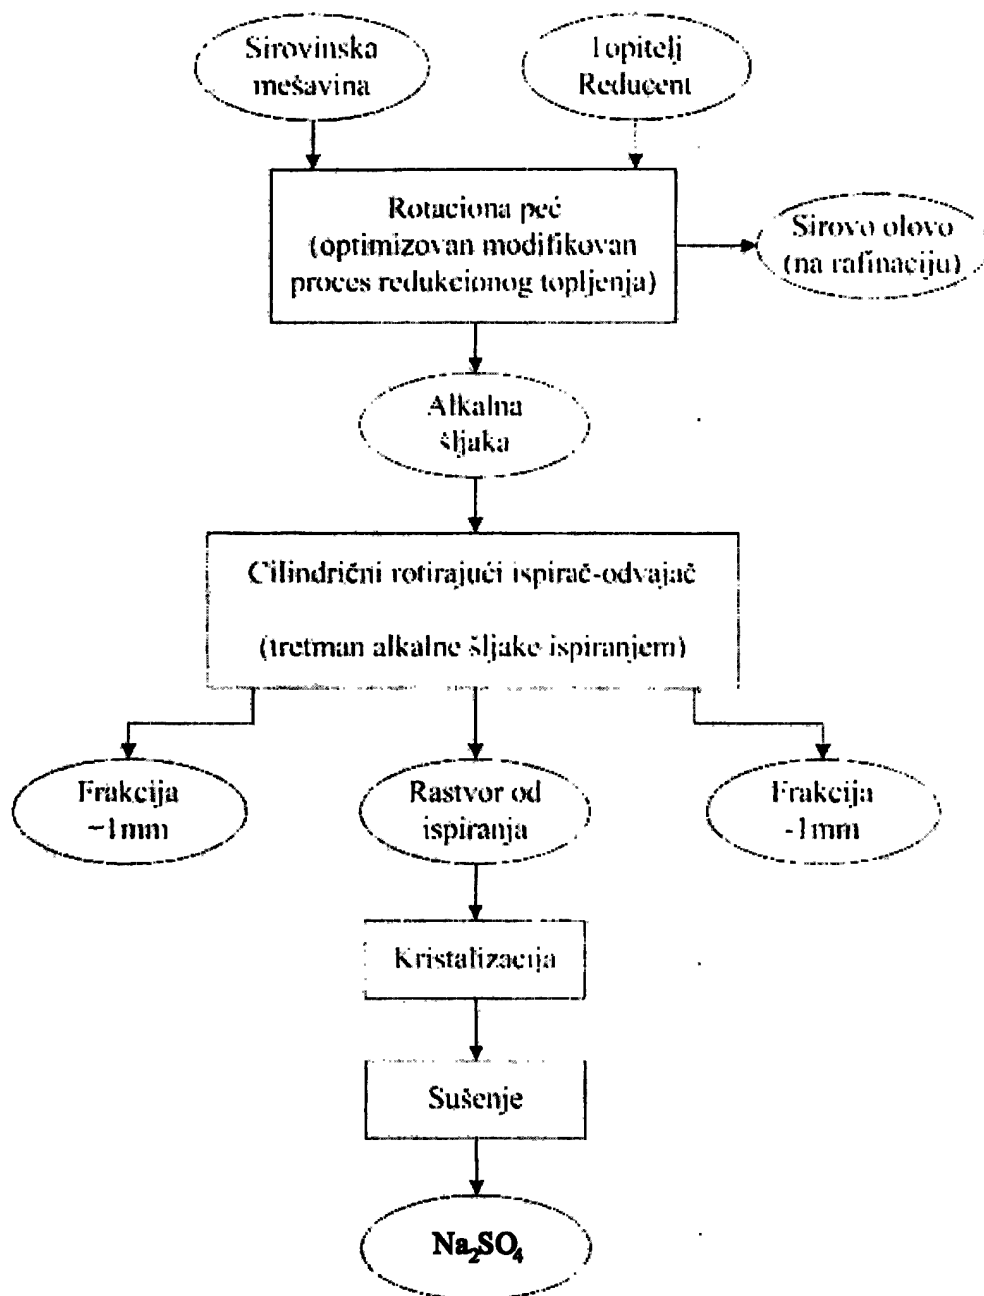 Sirovinska
mešavina
Topitelj
Reducent
Rotaciona peć
(optimizovan modifikovan
proces redukcionog topljenja)
Sirovo olovo
(na rafinaciju)
Alkalna
šljaka
Cilindrični rotirajući ispirač-odvajač
(tretman alkalne šljake ispiranjem)
Frakcija
+1mm
Rastvor od
ispiranja
Frakcija
-1mm
Kristalizacija
Sušenje
Na₂SO₄